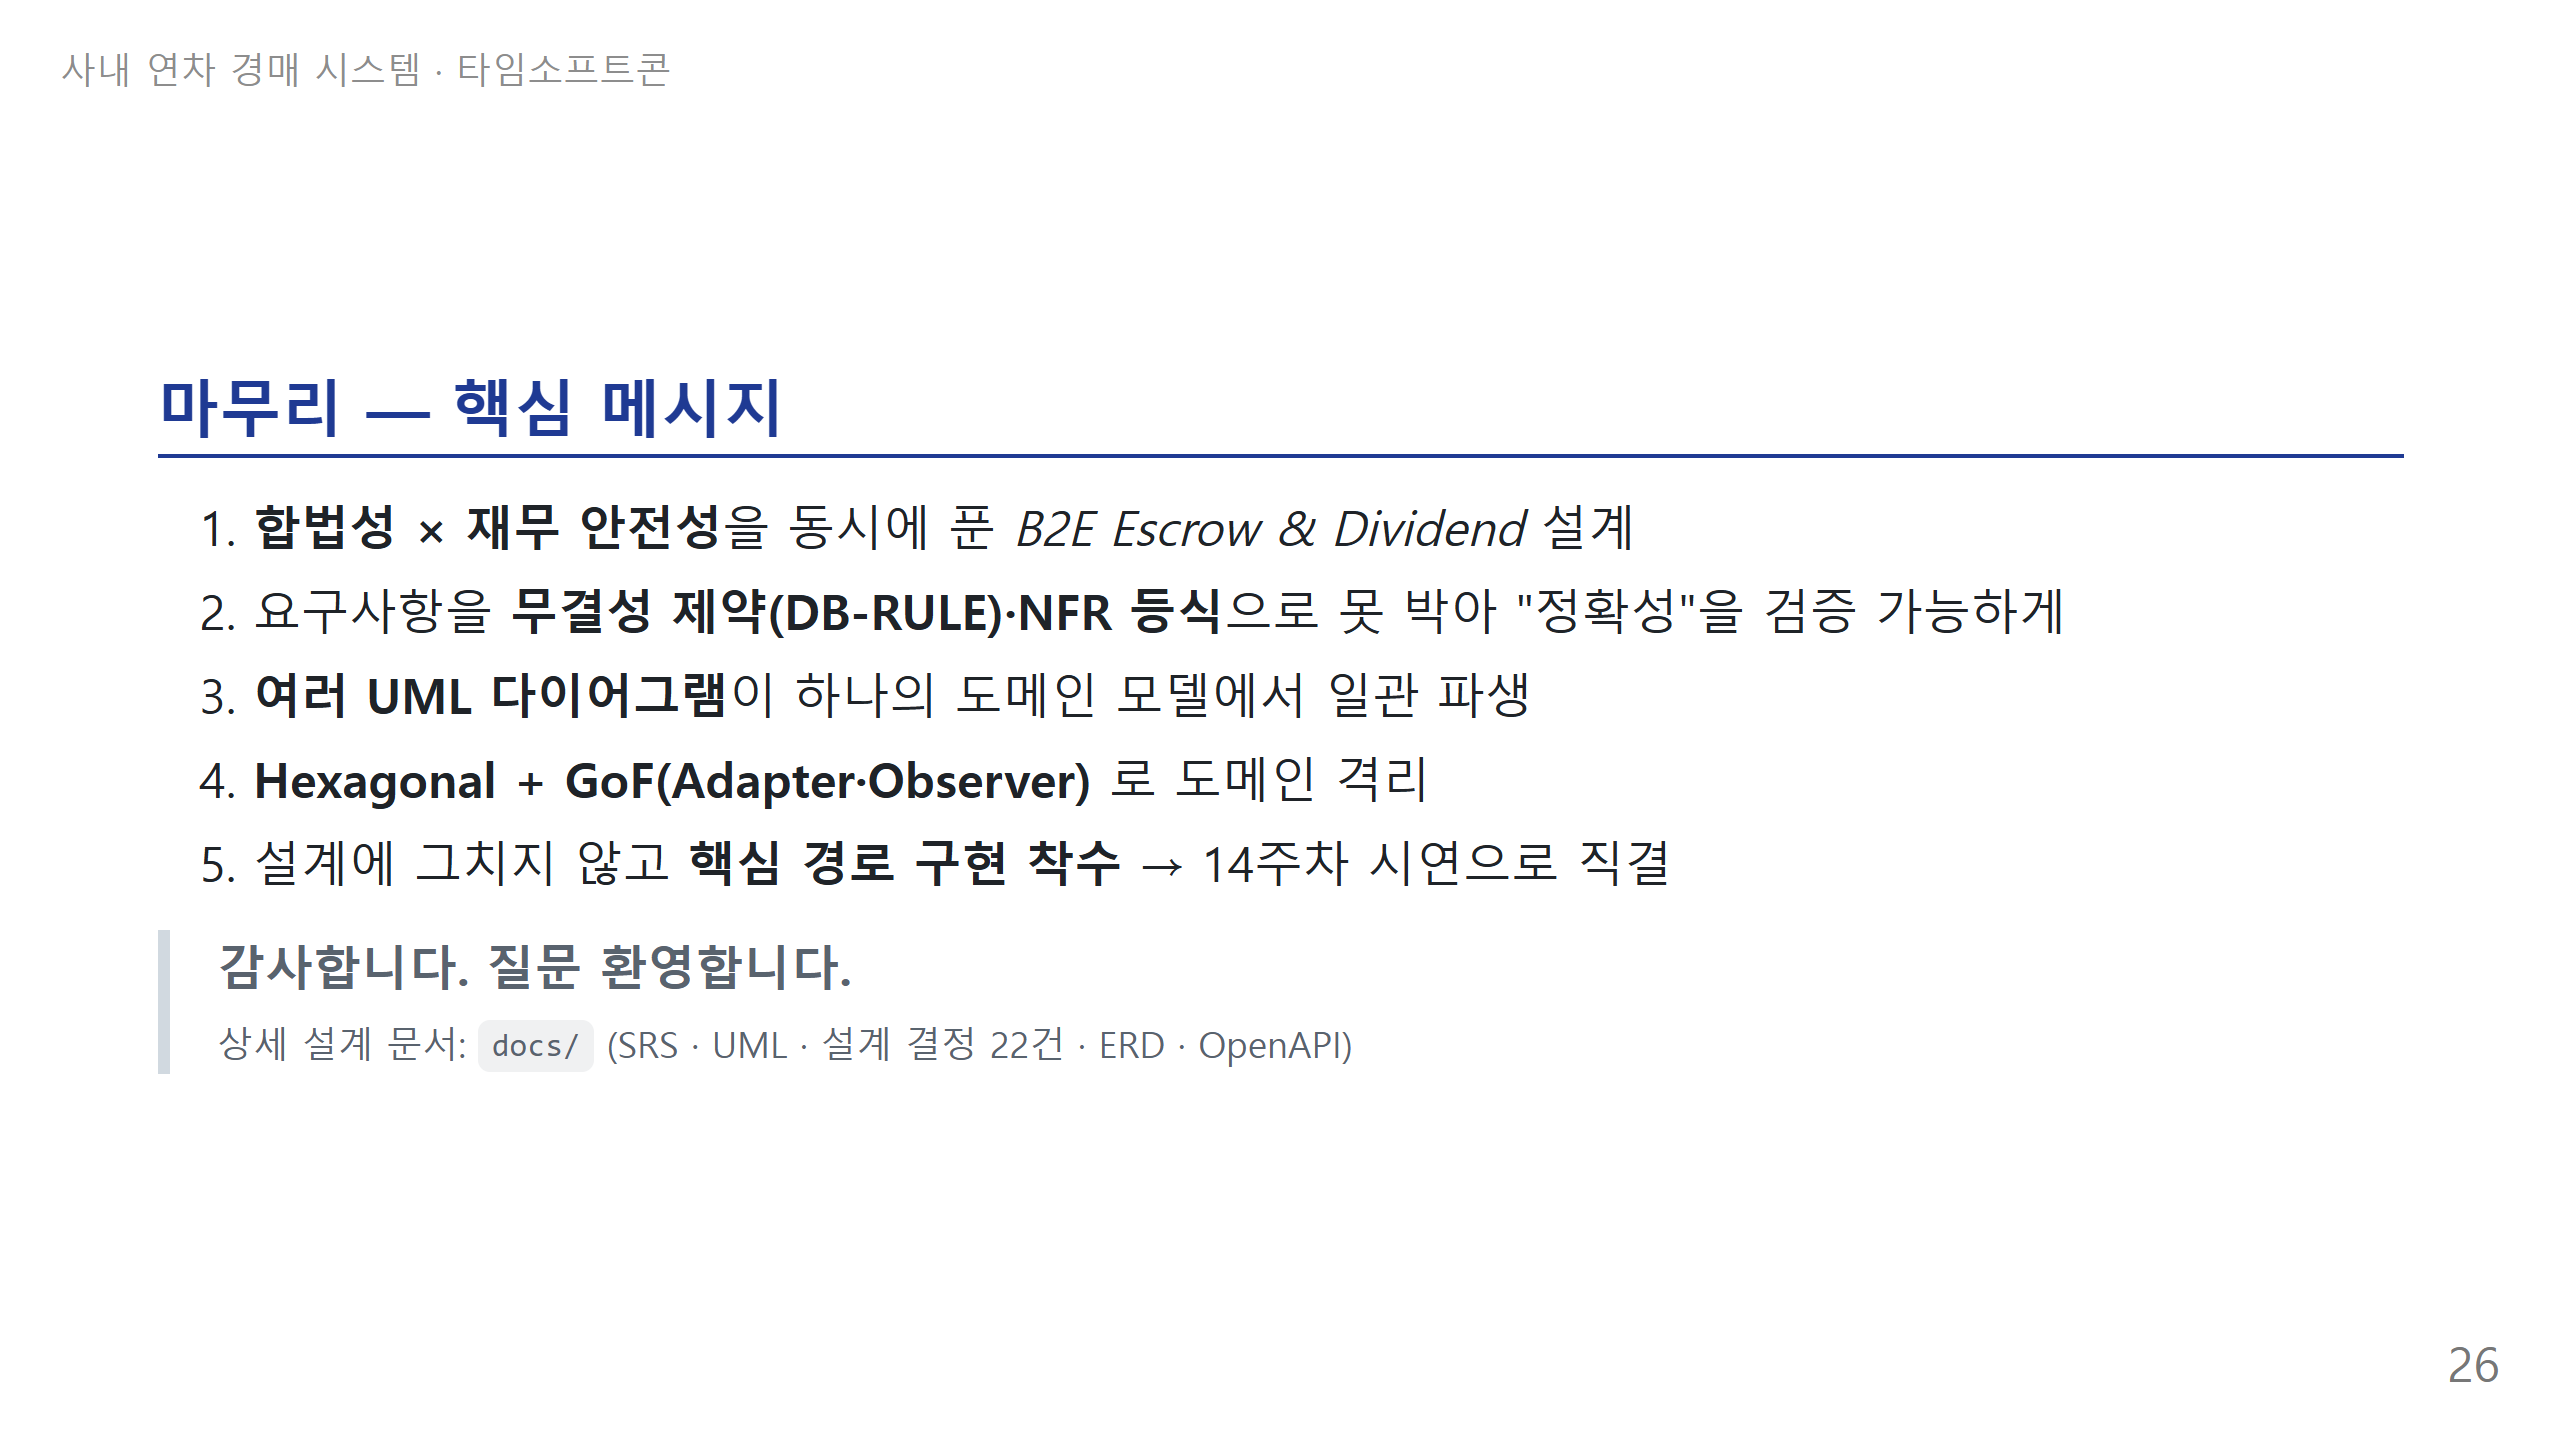 사내 연차 경매 시스템 · 타임소프트콘
마무리 — 핵심 메시지
1. 합법성 × 재무 안전성을 동시에 푼 B2E Escrow & Dividend 설계
2. 요구사항을 무결성 제약(DB-RULE)·NFR 등식으로 못 박아 "정확성"을 검증 가능하게
3. 여러 UML 다이어그램이 하나의 도메인 모델에서 일관 파생
4. Hexagonal + GoF(Adapter·Observer) 로 도메인 격리
5. 설계에 그치지 않고 핵심 경로 구현 착수 → 14주차 시연으로 직결
감사합니다. 질문 환영합니다.
상세 설계 문서: docs/ (SRS · UML · 설계 결정 22건 · ERD · OpenAPI)
26